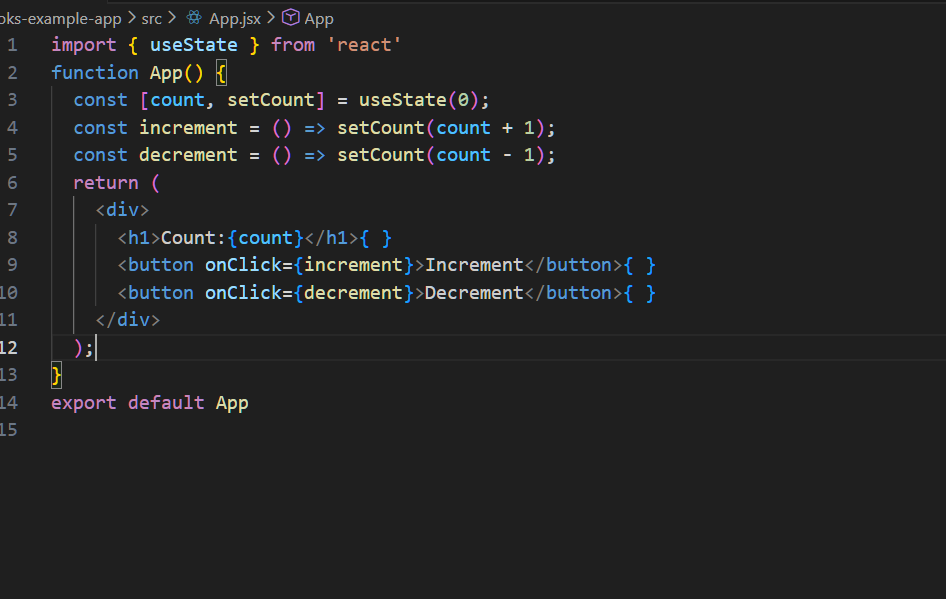 oks-example-app > src > App.jsx > App
1 import { useState } from 'react'
2 function App() {
3   const [count, setCount] = useState(0);
4   const increment = () => setCount(count + 1);
5   const decrement = () => setCount(count - 1);
6   return (
7     <div>
8       <h1>Count:{count}</h1>{ }
9       <button onClick={increment}>Increment</button>{ }
10       <button onClick={decrement}>Decrement</button>{ }
11     </div>
12   );
13 }
14 export default App
15